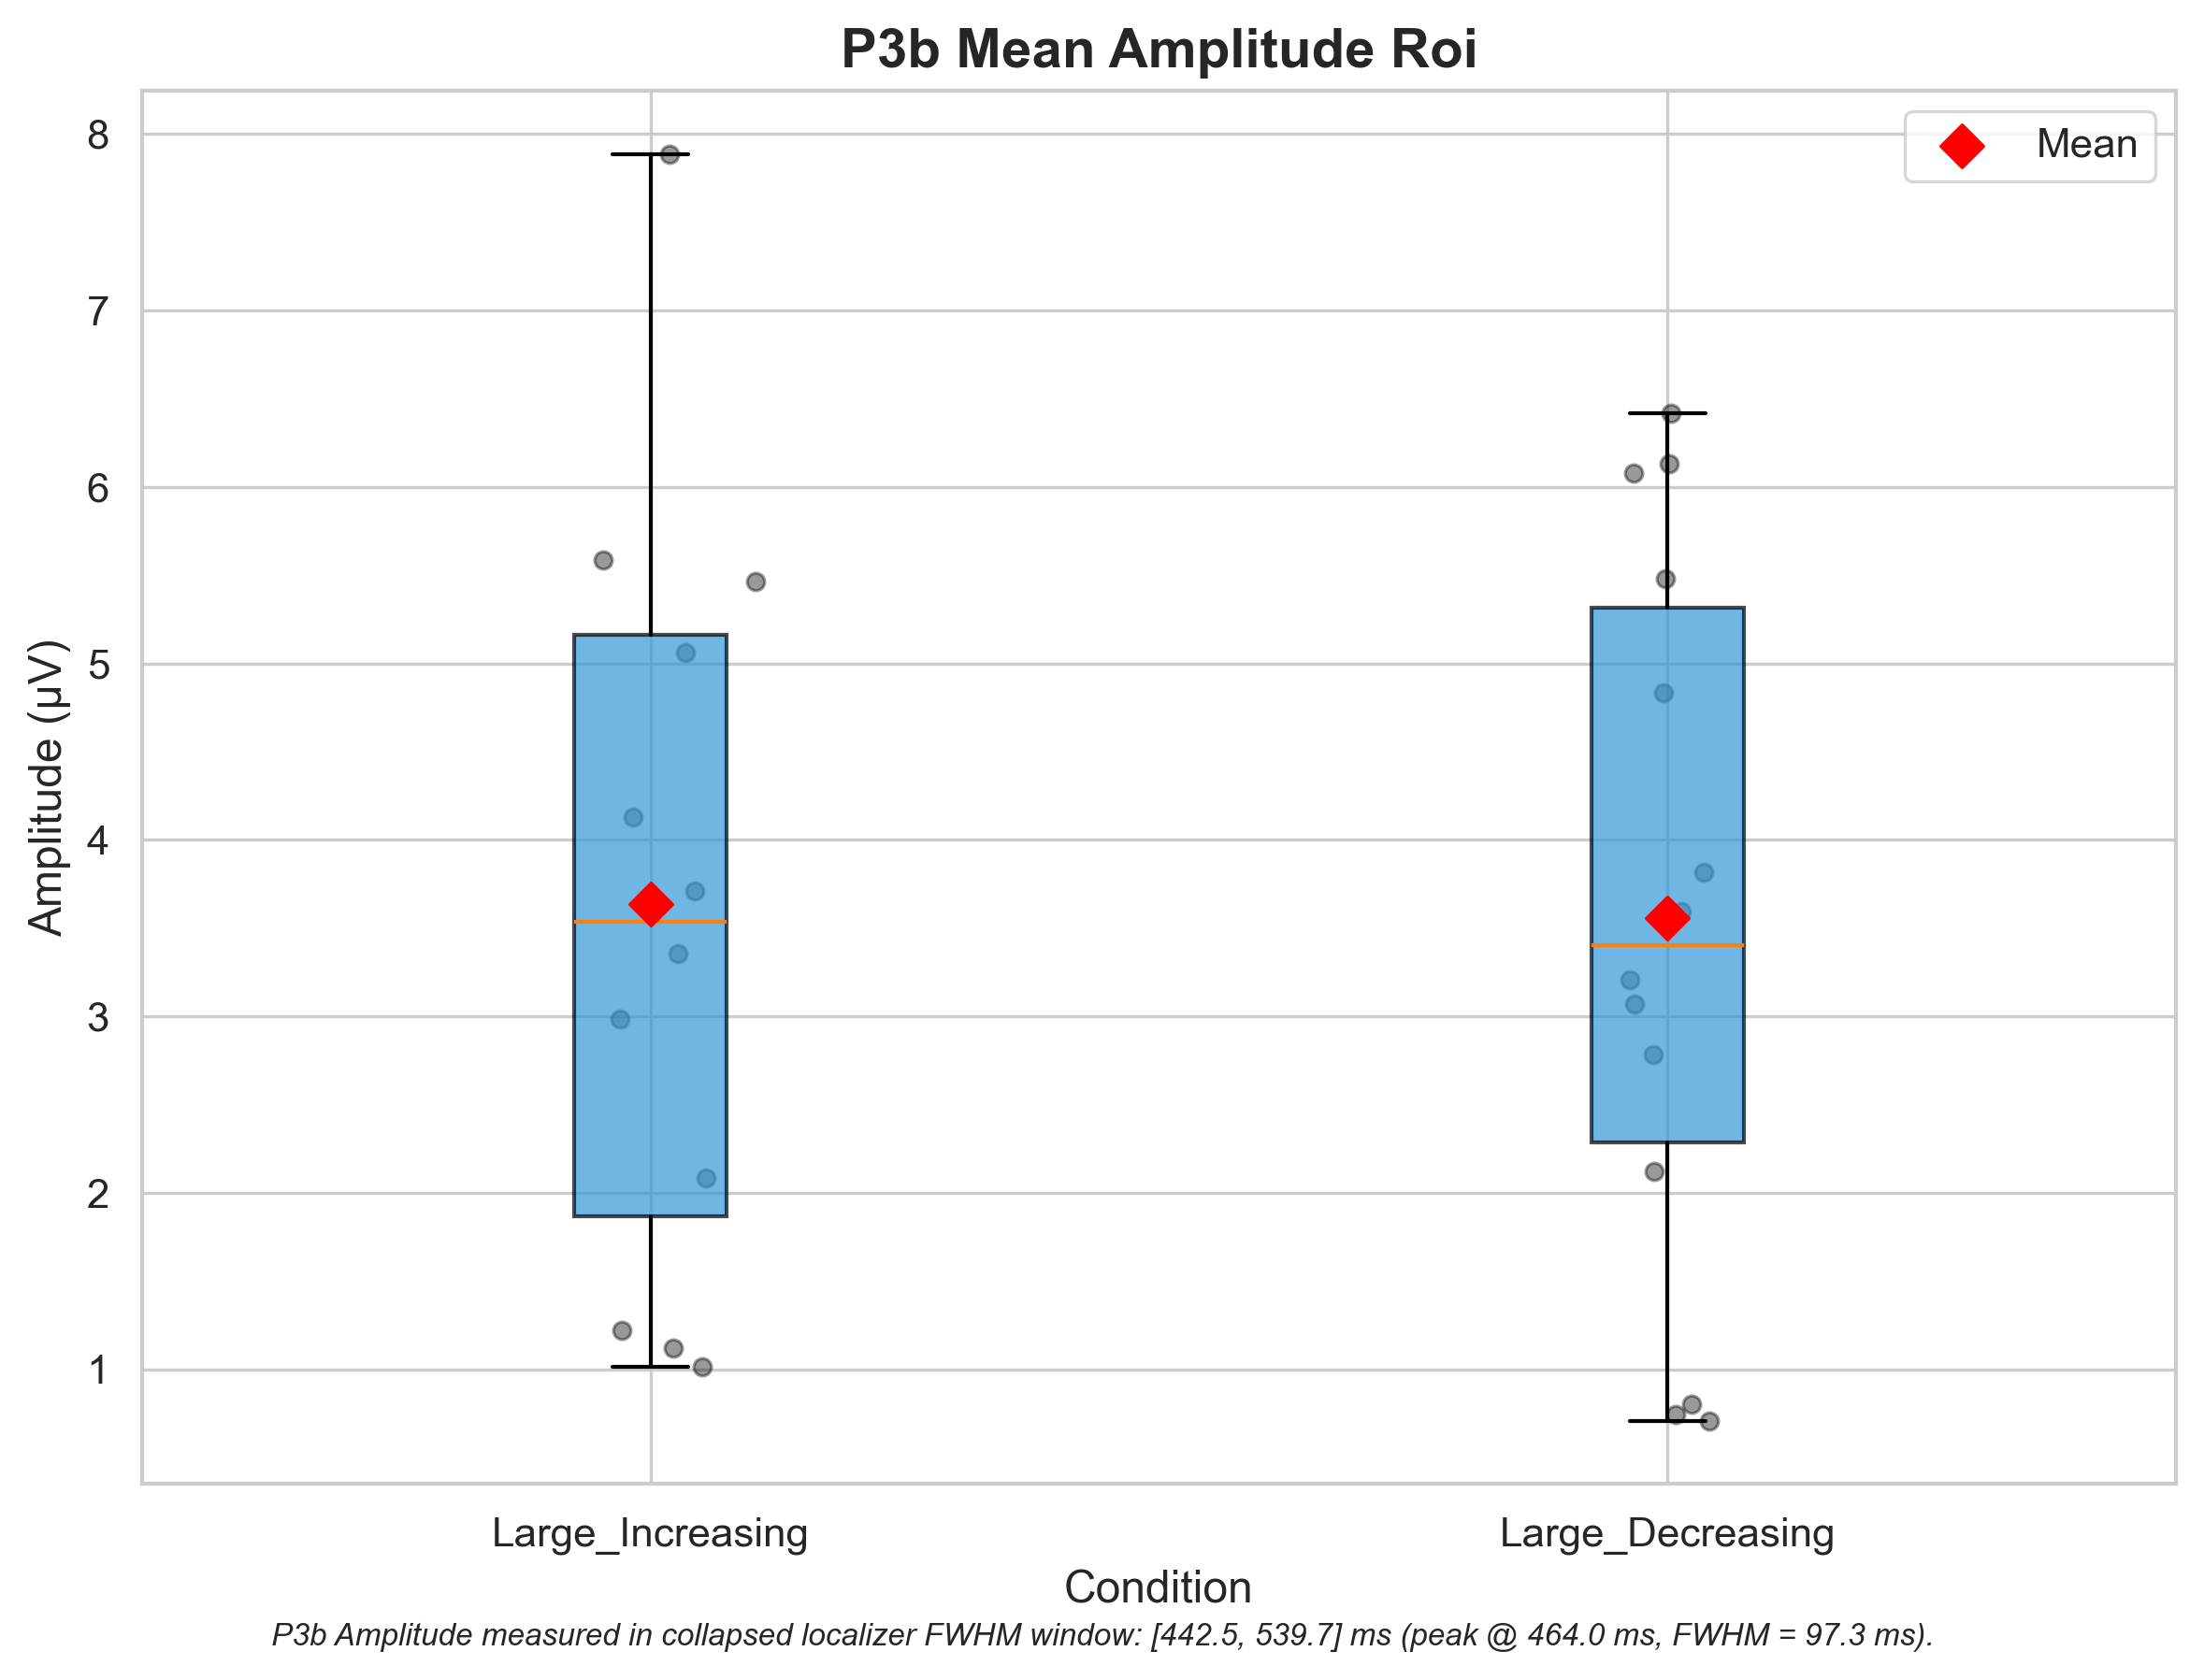 P3b Mean Amplitude Roi
Mean
8
7
6
5
4
3
2
1
Amplitude (µV)
Large_Increasing
Large_Decreasing
Condition
P3b Amplitude measured in collapsed localizer FWHM window: [442.5, 539.7] ms (peak @ 464.0 ms, FWHM = 97.3 ms).